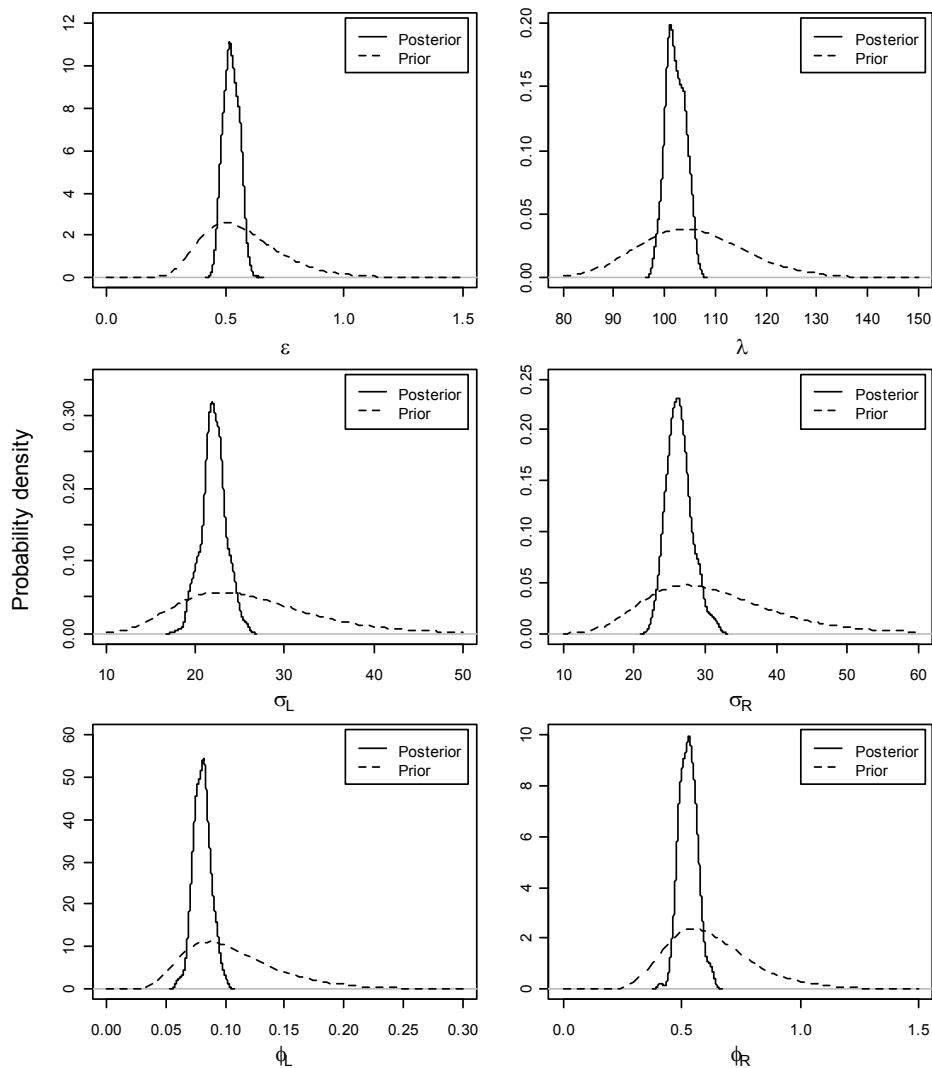 Probability density
12
10
8
6
4
2
0
Posterior
Prior
0.0 0.5 1.0 1.5
ε
0.20
0.15
0.10
0.05
0.00
Posterior
Prior
80 90 100 110 120 130 140 150
λ
0.30
0.20
0.10
0.00
Posterior
Prior
10 20 30 40 50
σL
0.25
0.20
0.15
0.10
0.05
0.00
Posterior
Prior
10 20 30 40 50 60
σR
60
50
40
30
20
10
0
Posterior
Prior
0.00 0.05 0.10 0.15 0.20 0.25 0.30
ϕL
10
8
6
4
2
0
Posterior
Prior
0.0 0.5 1.0 1.5
ϕR